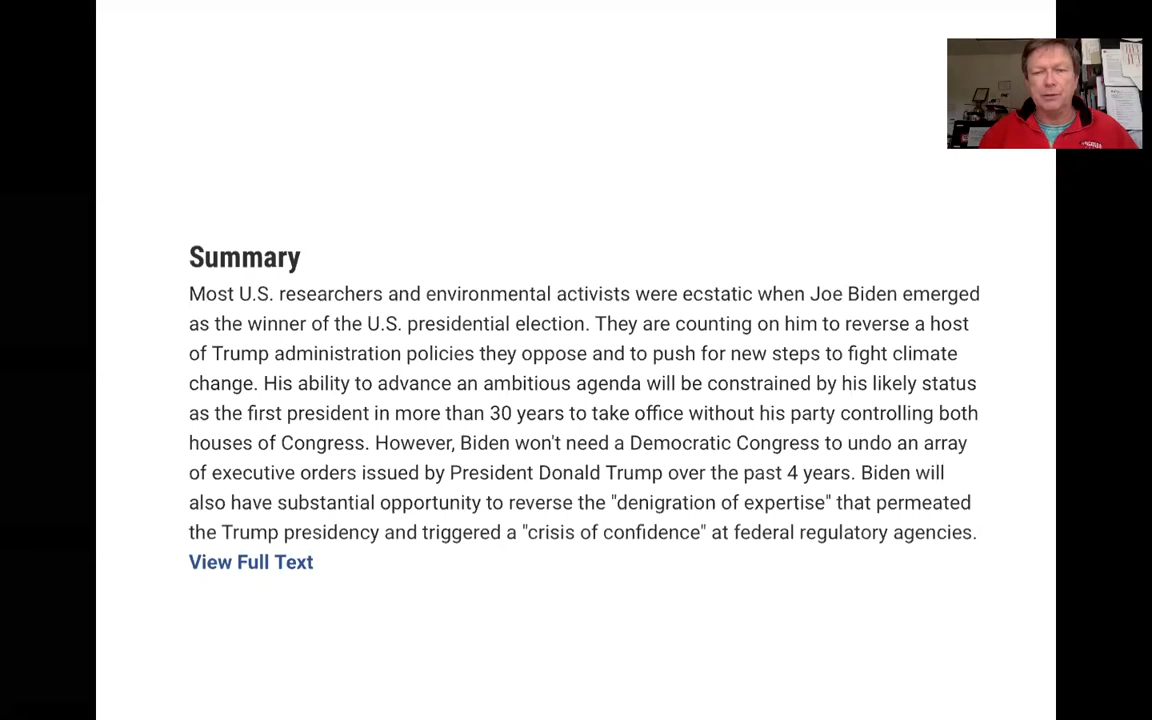 Summary
Most U.S. researchers and environmental activists were ecstatic when Joe Biden emerged
as the winner of the U.S. presidential election. They are counting on him to reverse a host
of Trump administration policies they oppose and to push for new steps to fight climate
change. His ability to advance an ambitious agenda will be constrained by his likely status
as the first president in more than 30 years to take office without his party controlling both
houses of Congress. However, Biden won't need a Democratic Congress to undo an array
of executive orders issued by President Donald Trump over the past 4 years. Biden will
also have substantial opportunity to reverse the "denigration of expertise" that permeated
the Trump presidency and triggered a "crisis of confidence" at federal regulatory agencies.
View Full Text